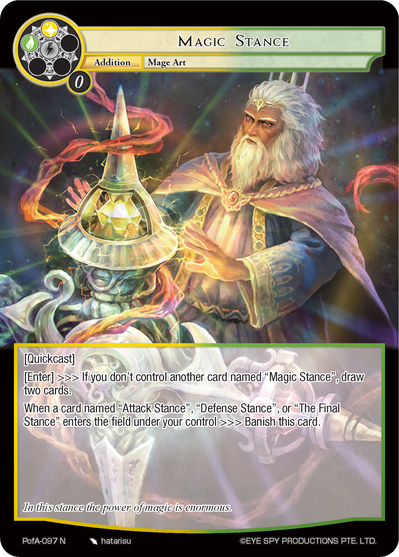 Magic Stance
Addition Mage Art
0
[Quickcast]
[Enter] >>> If you don't control another card named "Magic Stance", draw
two cards.
When a card named "Attack Stance", "Defense Stance", or "The Final
Stance" enters the field under your control >>> Banish this card.
In this stance the power of magic is enormous.
PofA-097 N hatarisu ©EYE SPY PRODUCTIONS PTE. LTD.